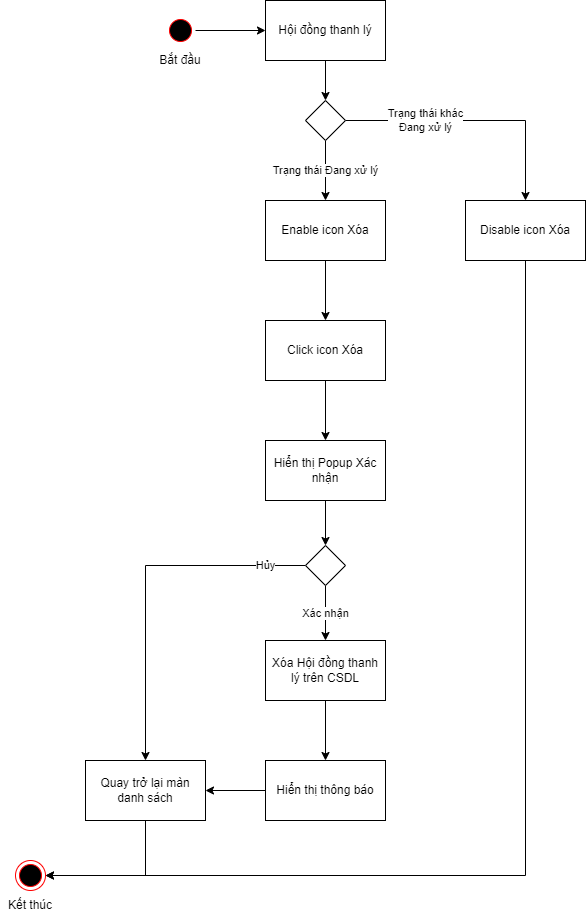 Hội đồng thanh lý
Bắt đầu
Trạng thái khác
Đang xử lý
Trạng thái Đang xử lý
Enable icon Xóa
Disable icon Xóa
Click icon Xóa
Hiển thị Popup Xác
nhận
Hủy
Xác nhận
Xóa Hội đồng thanh
lý trên CSDL
Quay trở lại màn
danh sách
Hiển thị thông báo
Kết thúc